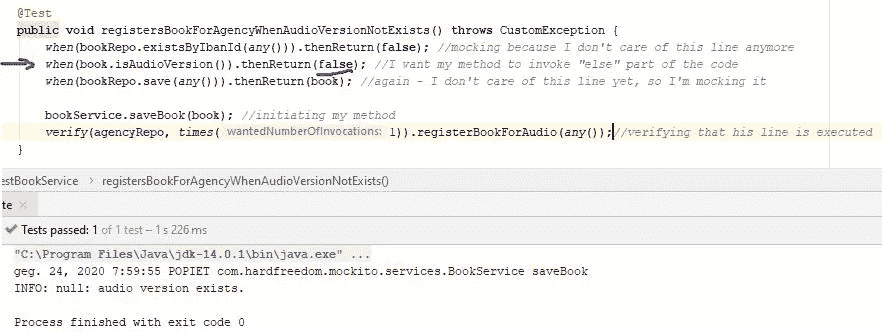 @Test
public void registersBookForAgencyWhenAudioVersionNotExists() throws CustomException {
when(bookRepo.existsByIbanId(any())).thenReturn(false); //mocking because I don't care of this line anymore
when(book.isAudioVersion()).thenReturn(false); //I want my method to invoke "else" part of the code
when(bookRepo.save(any())).thenReturn(book); //again - I don't care of this line yet, so I'm mocking it
bookService.saveBook(book); //initiating my method
verify(agencyRepo, times( wantedNumberOfInvocations: 1)).registerBookForAudio(any());//verifying that his line is executed
}
estBookService › registersBookForAgencyWhenAudioVersionNotExists()
te ×
Tests passed: 1 of 1 test – 1 s 226 ms
"C:\Program Files\Java\jdk-14.0.1\bin\java.exe" ...
geg. 24, 2020 7:59:55 POPIET com.hardfreedom.mockito.services.BookService saveBook
INFO: null: audio version exists.
Process finished with exit code 0